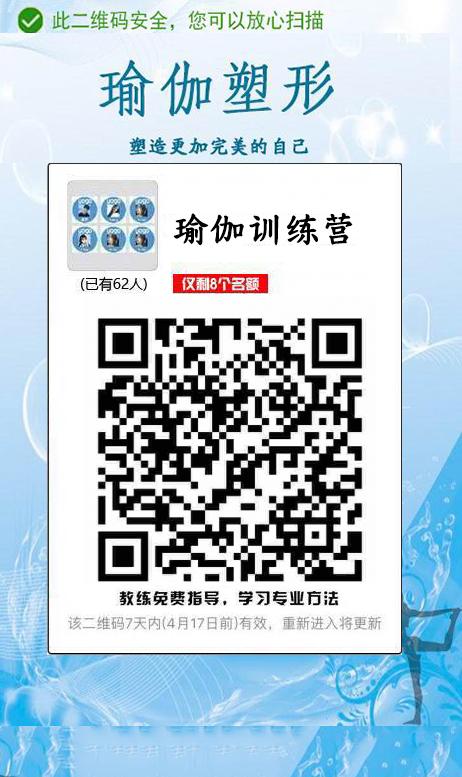 此二维码安全，您可以放心扫描
瑜伽塑形
塑造更加完美的自己
瑜伽训练营
(已有62人)
仅剩8个名额
教练免费指导，学习专业方法
该二维码7天内(4月17日前)有效，重新进入将更新